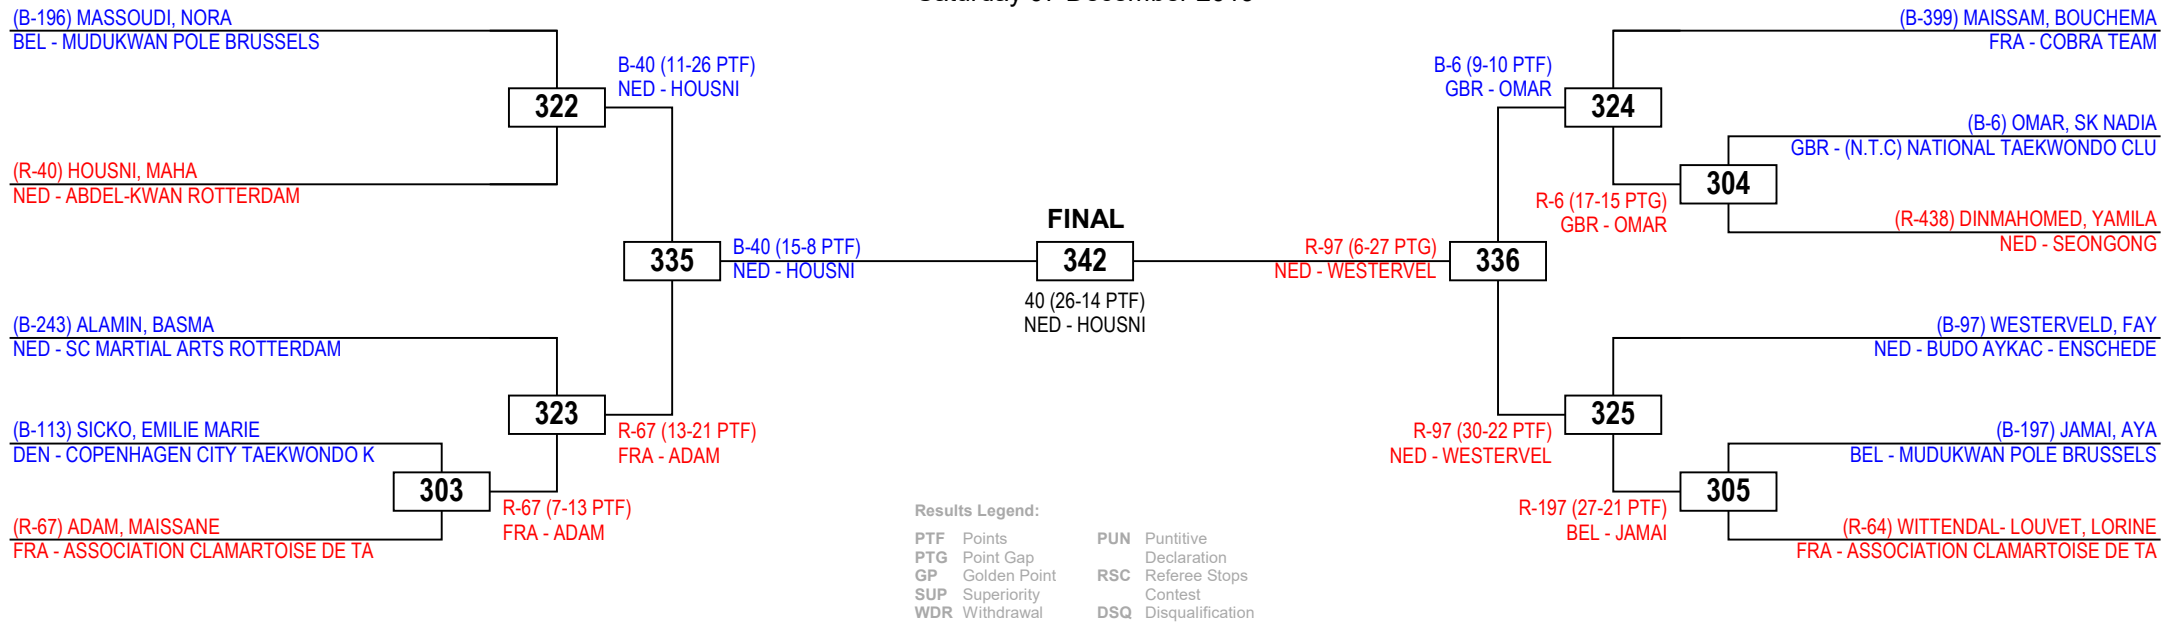 (B-196) MASSOUDI, NORA
BEL - MUDUKWAN POLE BRUSSELS
322
B-40 (11-26 PTF)
NED - HOUSNI
(R-40) HOUSNI, MAHA
NED - ABDEL-KWAN ROTTERDAM
335
B-40 (15-8 PTF)
NED - HOUSNI
(B-243) ALAMIN, BASMA
NED - SC MARTIAL ARTS ROTTERDAM
323
R-67 (13-21 PTF)
FRA - ADAM
(B-113) SICKO, EMILIE MARIE
DEN - COPENHAGEN CITY TAEKWONDO K
303
R-67 (7-13 PTF)
FRA - ADAM
(R-67) ADAM, MAISSANE
FRA - ASSOCIATION CLAMARTOISE DE TA
FINAL
342
40 (26-14 PTF)
NED - HOUSNI
(B-399) MAISSAM, BOUCHEMA
FRA - COBRA TEAM
B-6 (9-10 PTF)
GBR - OMAR
324
(B-6) OMAR, SK NADIA
GBR - (N.T.C) NATIONAL TAEKWONDO CLU
304
R-6 (17-15 PTG)
GBR - OMAR
(R-438) DINMAHOMED, YAMILA
NED - SEONGONG
R-97 (6-27 PTG)
NED - WESTERVEL
336
(B-97) WESTERVELD, FAY
NED - BUDO AYKAC - ENSCHEDE
325
R-97 (30-22 PTF)
NED - WESTERVEL
(B-197) JAMAI, AYA
BEL - MUDUKWAN POLE BRUSSELS
305
R-197 (27-21 PTF)
BEL - JAMAI
(R-64) WITTENDAL- LOUVET, LORINE
FRA - ASSOCIATION CLAMARTOISE DE TA
Results Legend:
PTF Points
PTG Point Gap
GP Golden Point
SUP Superiority
WDR Withdrawal
PUN Puntitive
Declaration
RSC Referee Stops
Contest
DSQ Disqualification